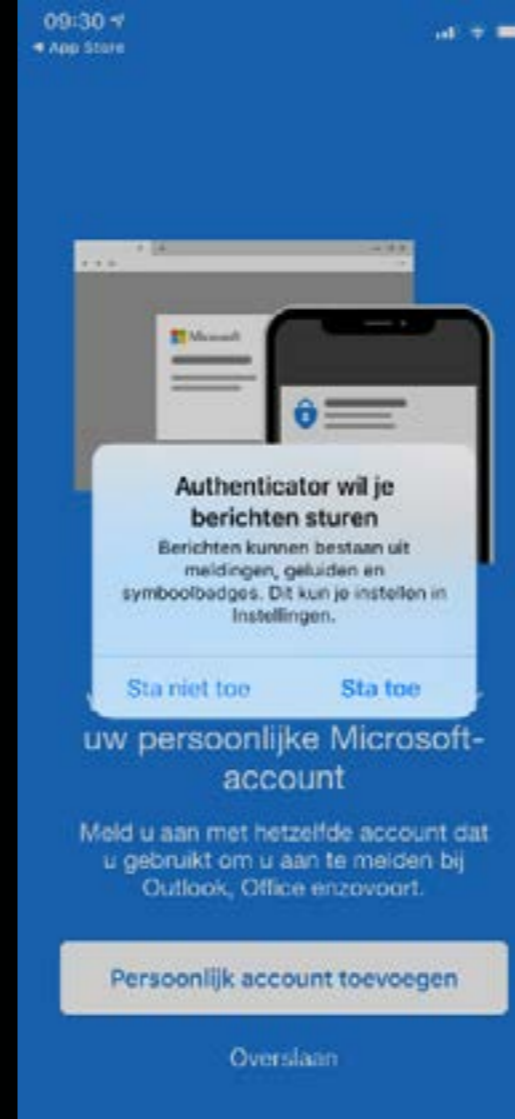 09:30
◀ App Store
Microsoft
Authenticator wil je
berichten sturen
Berichten kunnen bestaan uit
meldingen, geluiden en
symboolbadges. Dit kun je instellen in
Instellingen.
Sta niet toe
Sta toe
uw persoonlijke Microsoft-
account
Meld u aan met hetzelfde account dat
u gebruikt om u aan te melden bij
Outlook, Office enzovoort.
Persoonlijk account toevoegen
Overslaan